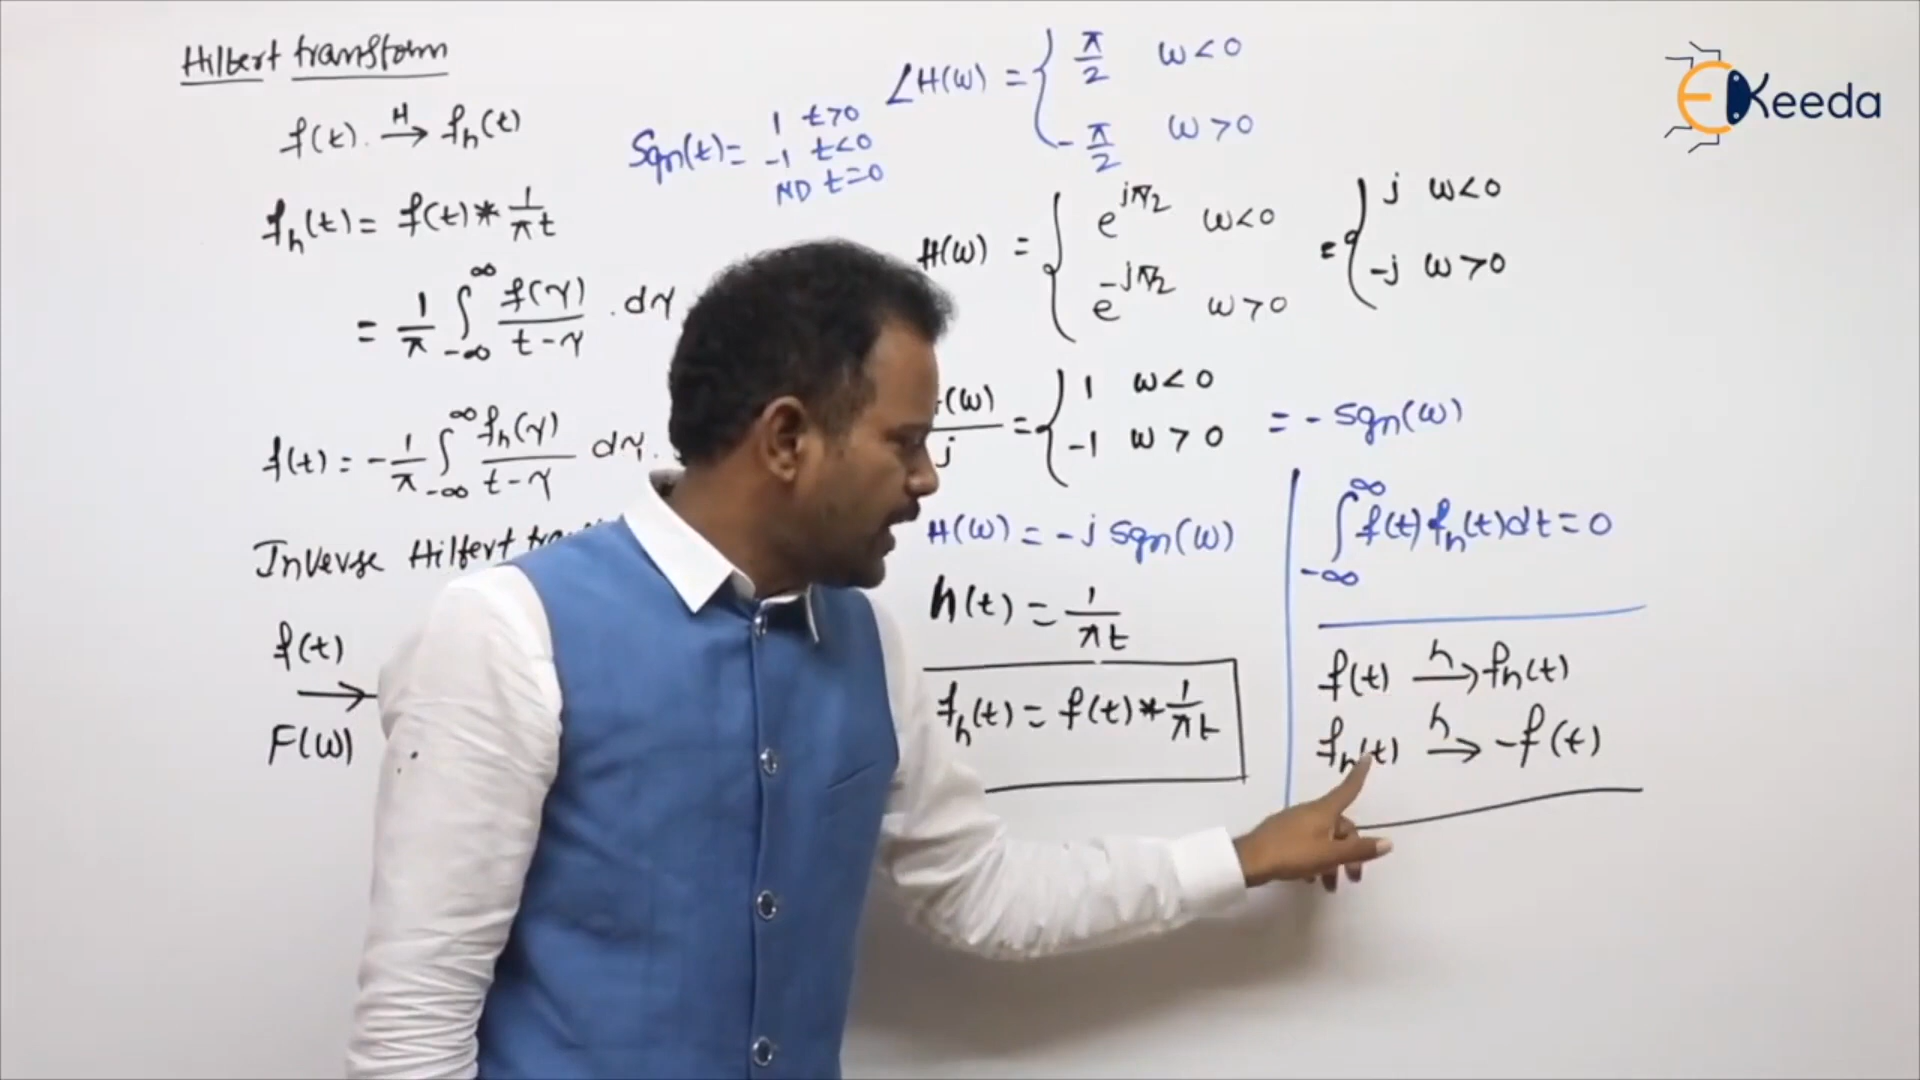 Hilbert transform
f(t) H→ fh(t)
fh(t) = f(t) * 1/πt
= 1/π ∫-∞^∞ f(γ)/t-γ . dγ
f(t) = -1/π ∫-∞^∞ fh(γ)/t-γ dγ.
Inverse Hilbert
f(t)
→
F(ω)
Sgn(t) = 1 t>0
-1 t<0
ND t=0
∠H(ω) = { π/2 ω<0
-π/2 ω>0
H(ω) = { e^jπ/2 ω<0 = { j ω<0
e^-jπ/2 ω>0 -j ω>0
(ω)/j = { 1 ω<0 = -sgn(ω)
-1 ω>0
H(ω) = -j sgn(ω)
h(t) = 1/πt
fh(t) = f(t) * 1/πt
∫-∞^∞ f(t) fh(t) dt = 0
f(t) h→ fh(t)
fh(t) h→ -f(t)
EKeeda